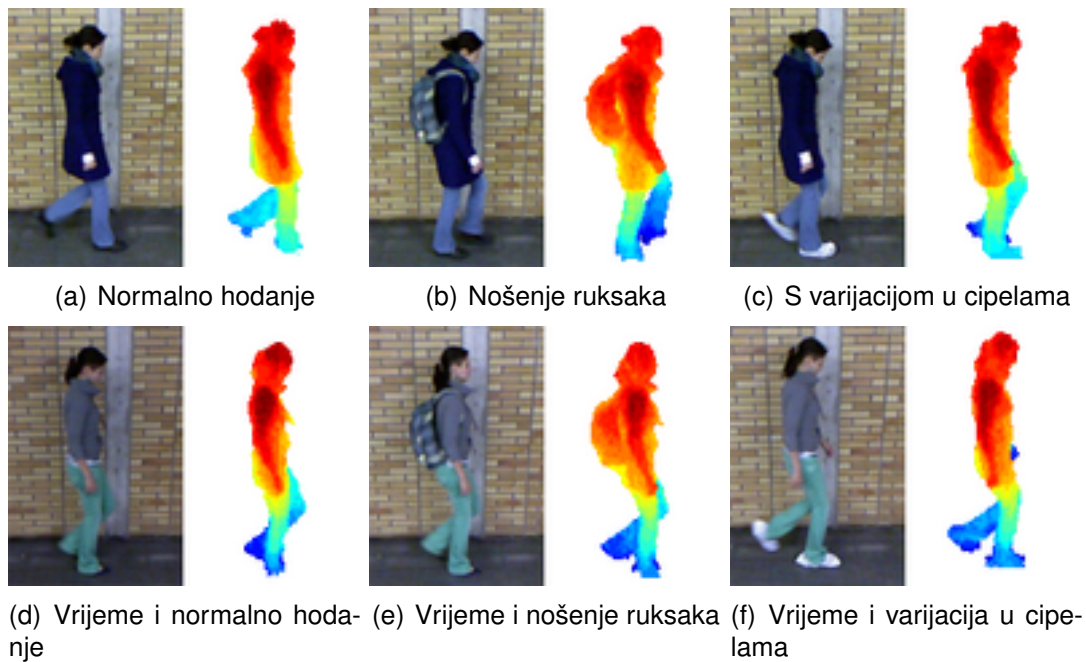 (a) Normalno hodanje
(b) Nošenje ruksaka
(c) S varijacijom u cipelama
(d) Vrijeme i normalno hoda-
nje
(e) Vrijeme i nošenje ruksaka
(f) Vrijeme i varijacija u cipe-
lama